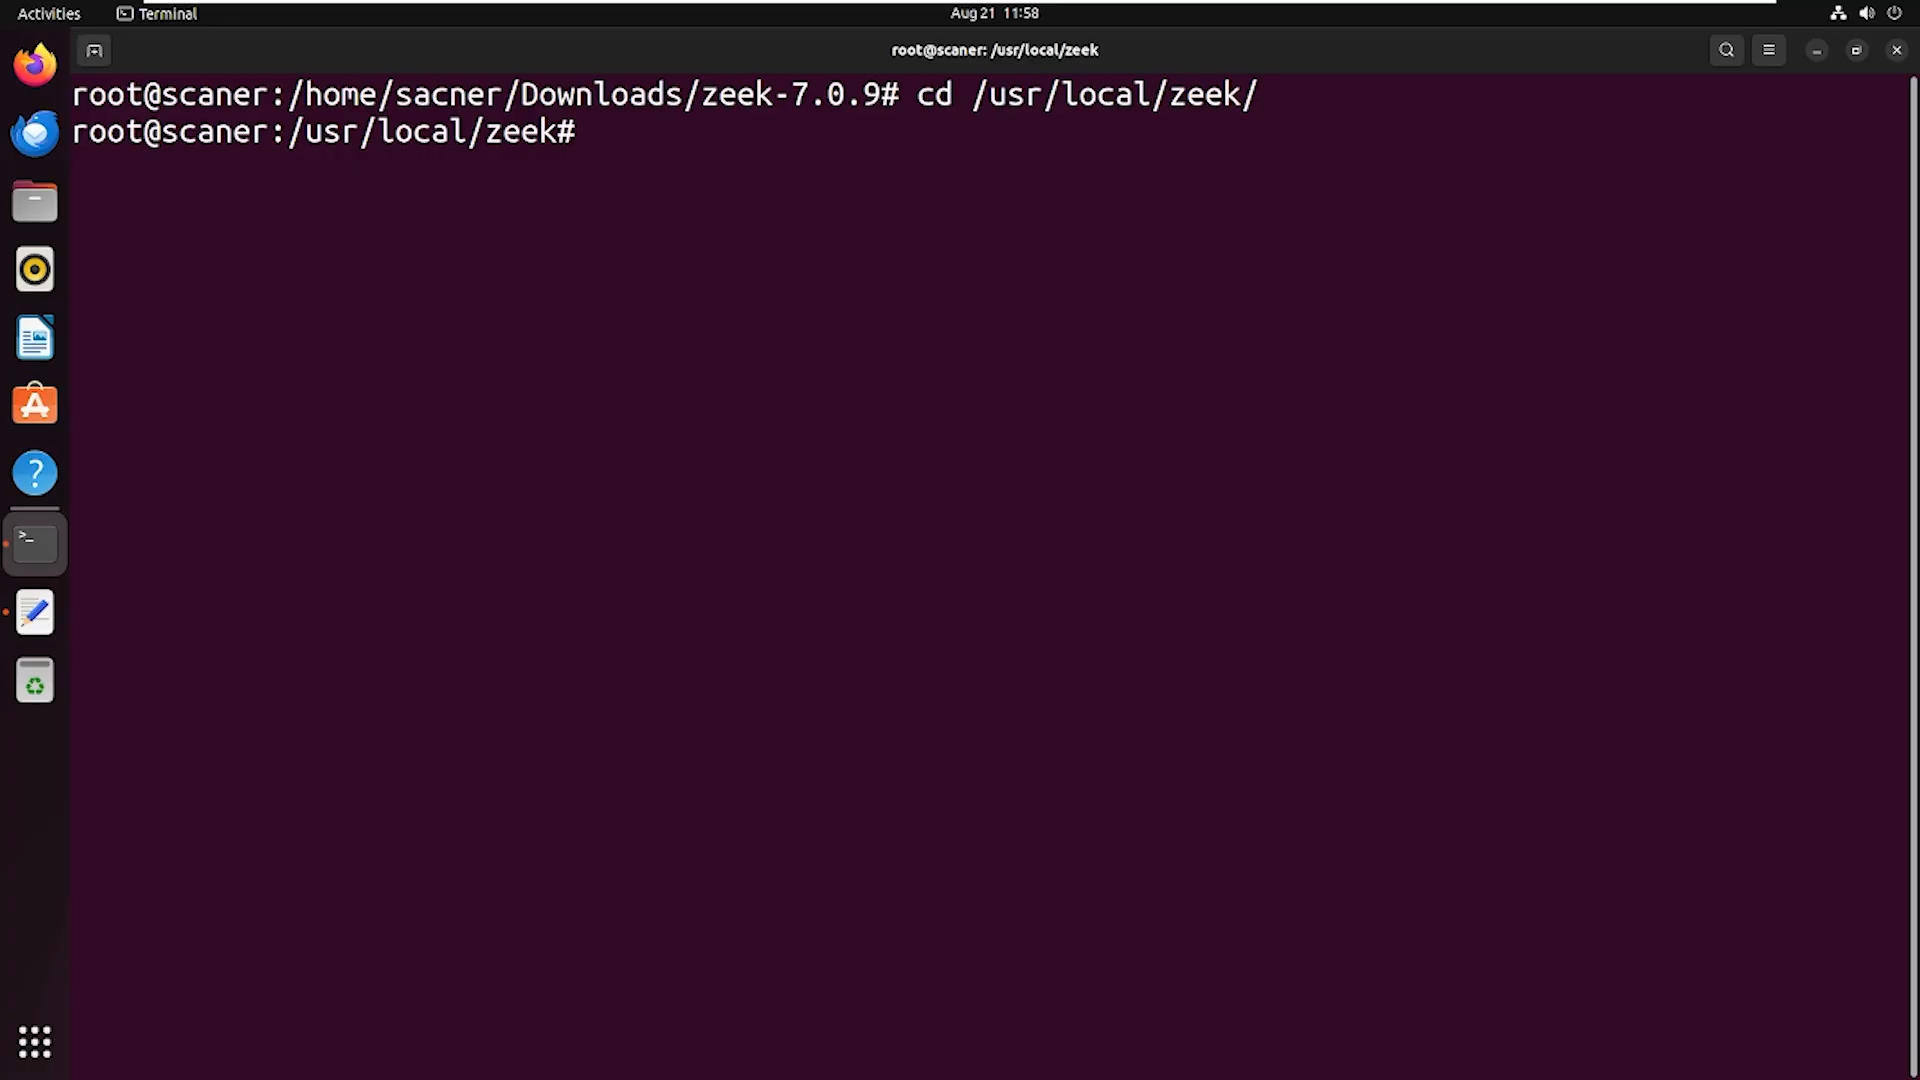 Activities
Terminal
Aug 21 11:58
root@scaner: /usr/local/zeek
root@scaner:/home/sacner/Downloads/zeek-7.0.9# cd /usr/local/zeek/
root@scaner:/usr/local/zeek#